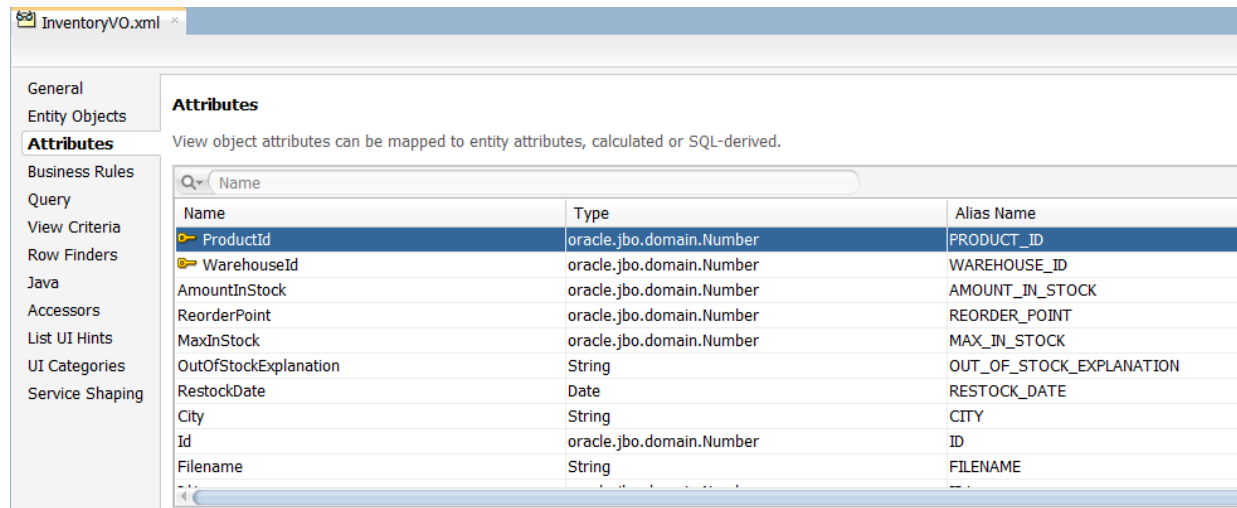 InventoryVO.xml
General
Entity Objects
Attributes
Business Rules
Query
View Criteria
Row Finders
Java
Accessors
List UI Hints
UI Categories
Service Shaping
Attributes
View object attributes can be mapped to entity attributes, calculated or SQL-derived.
Name
Name Type Alias Name
ProductId oracle.jbo.domain.Number PRODUCT_ID
WarehouseId oracle.jbo.domain.Number WAREHOUSE_ID
AmountInStock oracle.jbo.domain.Number AMOUNT_IN_STOCK
ReorderPoint oracle.jbo.domain.Number REORDER_POINT
MaxInStock oracle.jbo.domain.Number MAX_IN_STOCK
OutOfStockExplanation String OUT_OF_STOCK_EXPLANATION
RestockDate Date RESTOCK_DATE
City String CITY
Id oracle.jbo.domain.Number ID
Filename String FILENAME